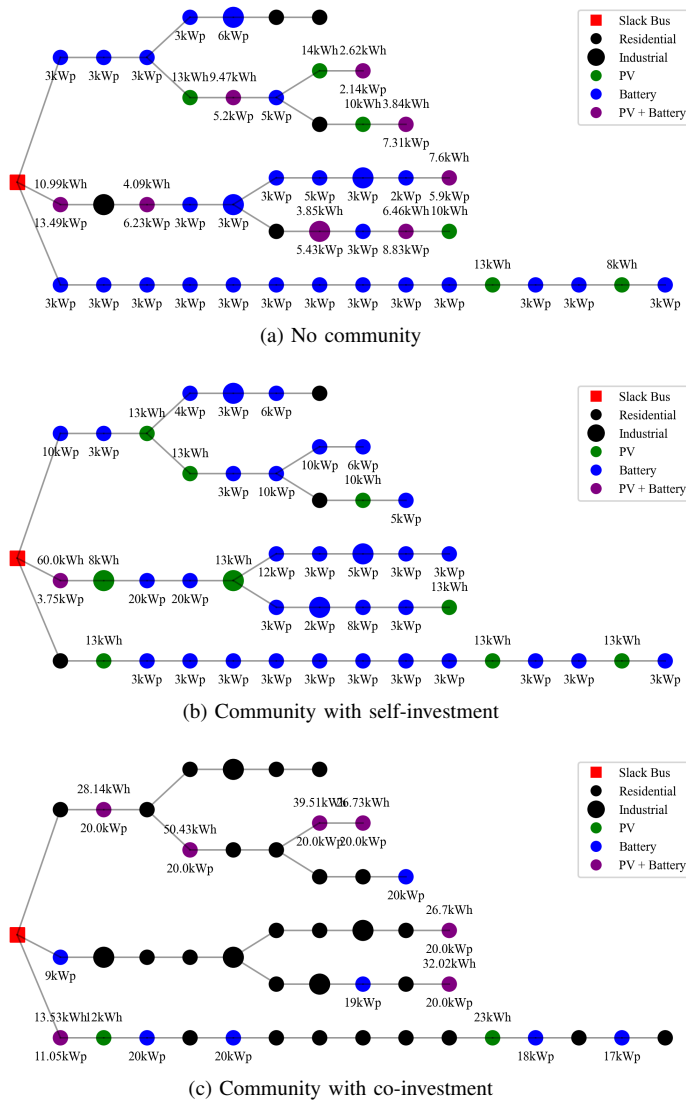 3kWp 6kWp
Slack Bus
Residential
Industrial
PV
Battery
PV + Battery
3kWp 3kWp 3kWp
14kWh 2.62kWh
13kWh 9.47kWh
2.14kWp
10kWh 3.84kWh
5.2kWp 5kWp
7.31kWp
7.6kWh
10.99kWh 4.09kWh
3kWp 5kWp 3kWp 2kWp 5.9kWp
3.85kWh 6.46kWh 10kWh
13.49kWp 6.23kWp 3kWp 3kWp
5.43kWp 3kWp 8.83kWp
13kWh 8kWh
3kWp 3kWp 3kWp 3kWp 3kWp 3kWp 3kWp 3kWp 3kWp 3kWp 3kWp 3kWp 3kWp
(a) No community
Slack Bus
Residential
Industrial
PV
Battery
PV + Battery
13kWh 4kWp 3kWp 6kWp
10kWp 3kWp
13kWh
10kWp 6kWp
10kWh
3kWp 10kWp
5kWp
60.0kWh 8kWh 13kWh
12kWp 3kWp 5kWp 3kWp 3kWp
13kWh
3.75kWp 20kWp 20kWp
3kWp 2kWp 8kWp 3kWp
13kWh 13kWh 13kWh
3kWp 3kWp 3kWp 3kWp 3kWp 3kWp 3kWp 3kWp 3kWp 3kWp 3kWp
(b) Community with self-investment
Slack Bus
Residential
Industrial
PV
Battery
PV + Battery
28.14kWh
39.51kWh 26.73kWh
20.0kWp
50.43kWh
20.0kWp 20.0kWp
20.0kWp
20kWp
26.7kWh
20.0kWp
32.02kWh
9kWp
19kWp 20.0kWp
13.53kWh 12kWh 23kWh
11.05kWp 20kWp 20kWp 18kWp 17kWp
(c) Community with co-investment